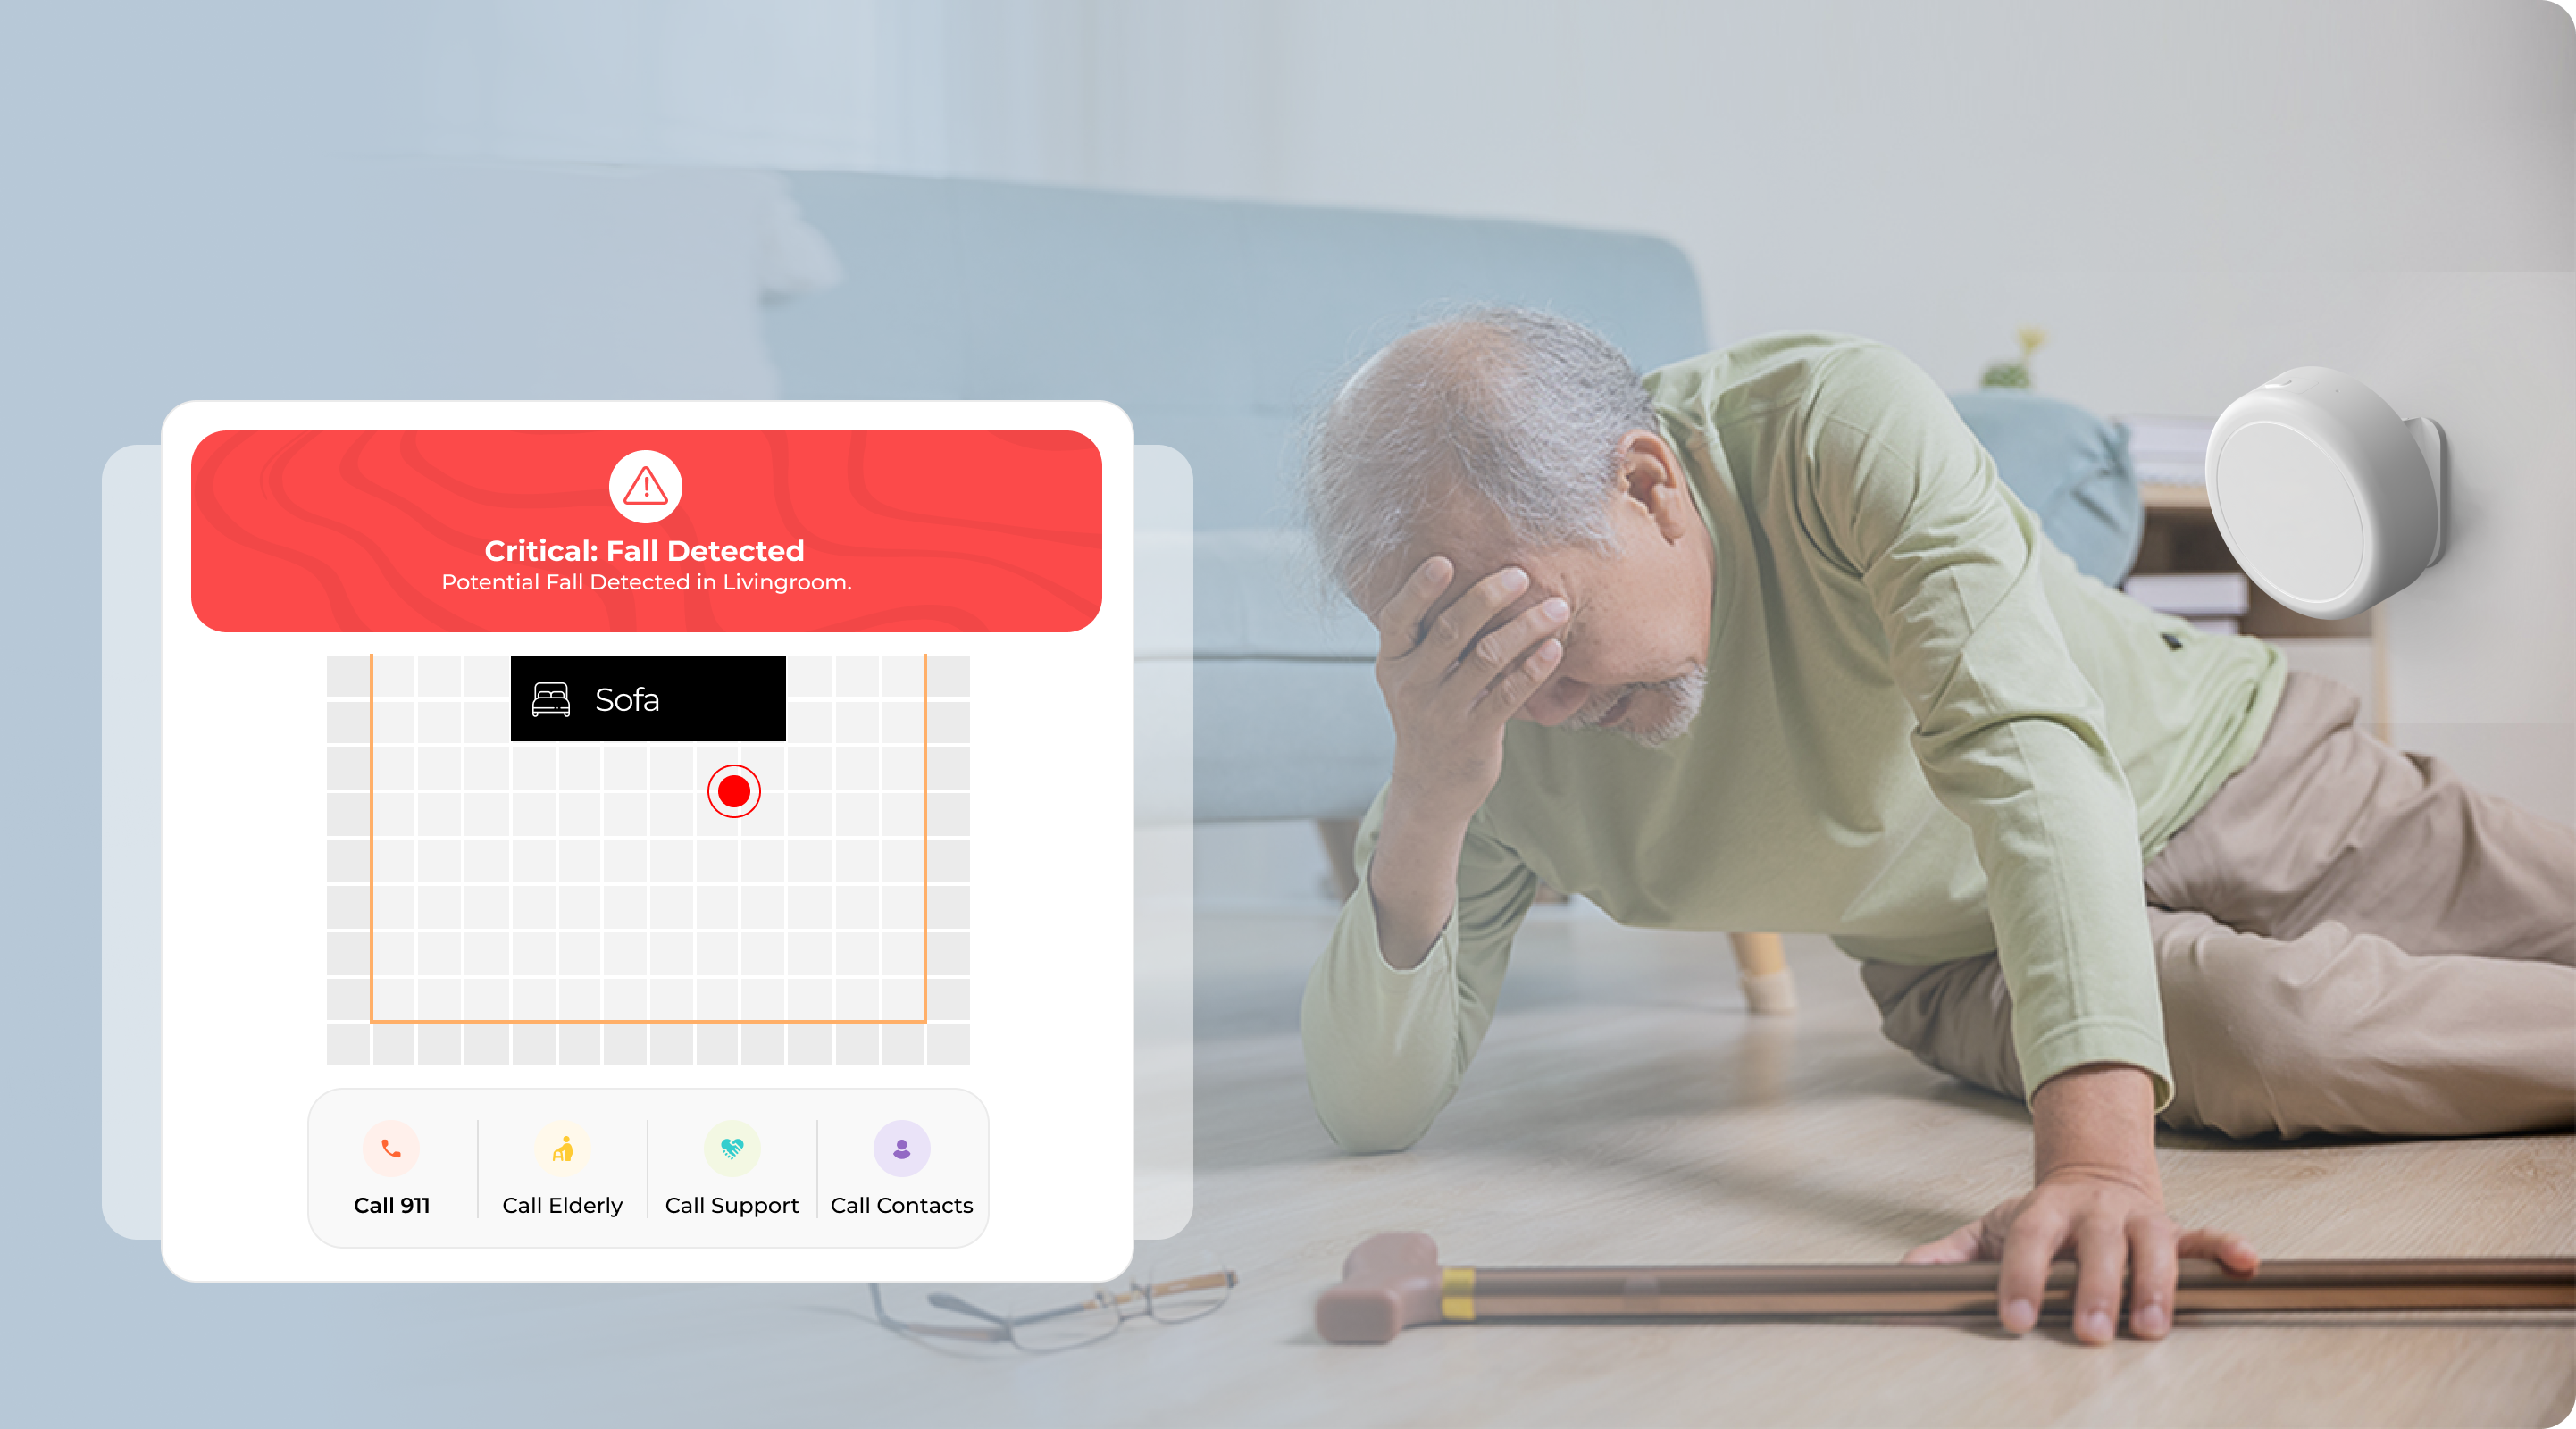 Critical: Fall Detected
Potential Fall Detected in Livingroom.
Sofa
Call 911
Call Elderly
Call Support
Call Contacts